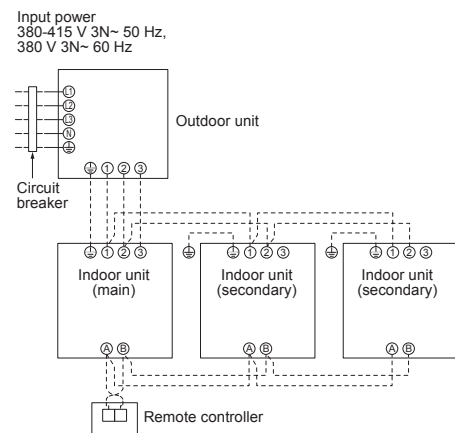 Input power
380-415 V 3N~ 50 Hz,
380 V 3N~ 60 Hz
L1
L2
L3
N
Outdoor unit
1 2 3
Circuit
breaker
1 2 3
1 2 3
1 2 3
Indoor unit
(main)
Indoor unit
(secondary)
Indoor unit
(secondary)
A B
A B
A B
Remote controller